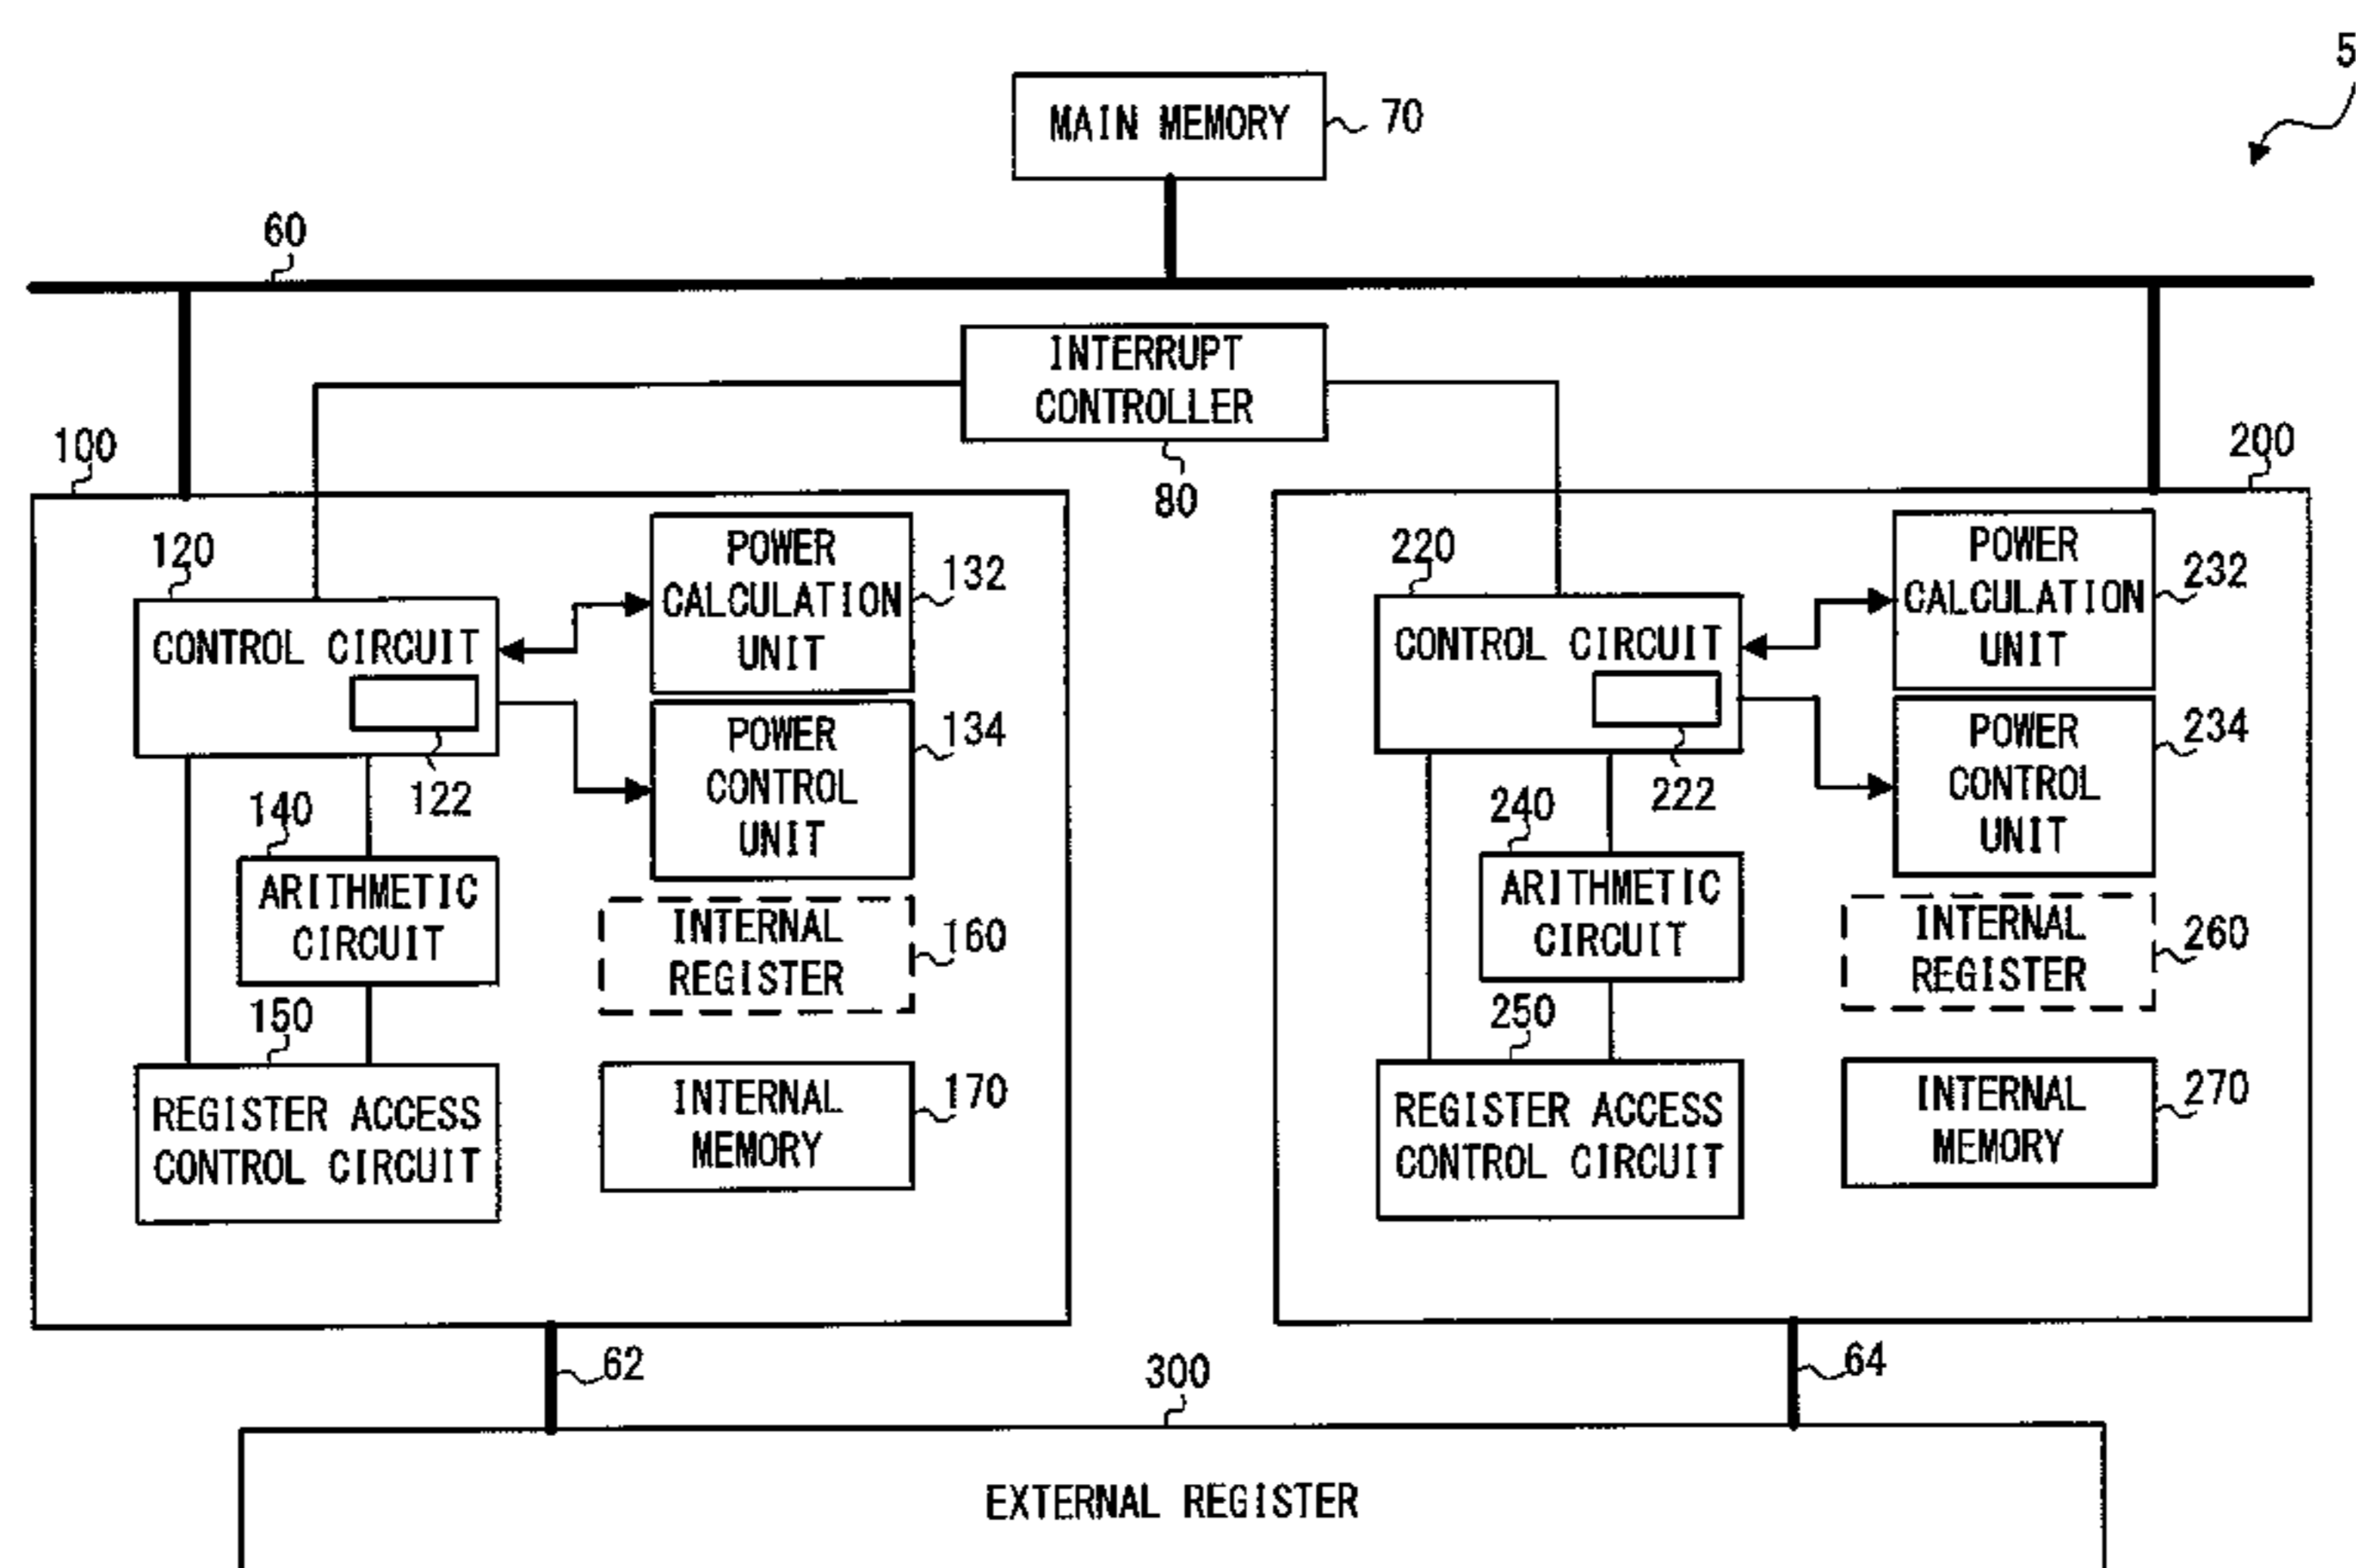 5
MAIN MEMORY
70
60
INTERRUPT
CONTROLLER
80
100
120
CONTROL CIRCUIT
122
POWER
CALCULATION
UNIT
132
POWER
CONTROL
UNIT
134
140
ARITHMETIC
CIRCUIT
INTERNAL
REGISTER
160
150
REGISTER ACCESS
CONTROL CIRCUIT
INTERNAL
MEMORY
170
200
220
CONTROL CIRCUIT
222
POWER
CALCULATION
UNIT
232
POWER
CONTROL
UNIT
234
240
ARITHMETIC
CIRCUIT
INTERNAL
REGISTER
260
250
REGISTER ACCESS
CONTROL CIRCUIT
INTERNAL
MEMORY
270
62
300
64
EXTERNAL REGISTER